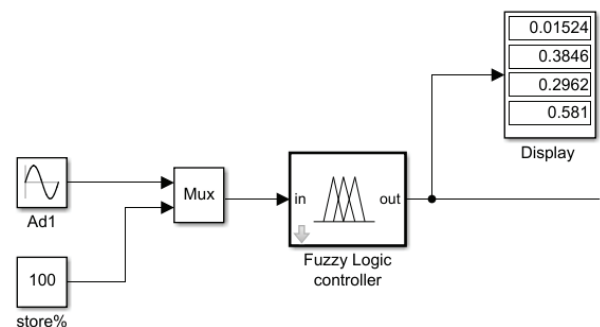 0.01524
0.3846
0.2962
0.581
Display
Ad1
Mux
in
out
Fuzzy Logic
controller
100
store%